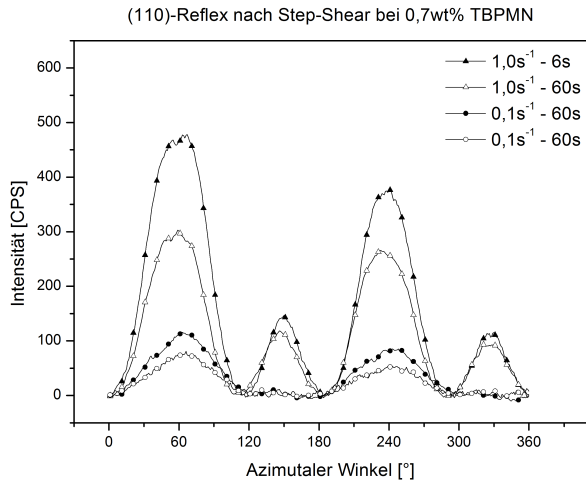 (110)-Reflex nach Step-Shear bei 0,7wt% TBPMN
1,0s⁻¹ - 6s
1,0s⁻¹ - 60s
0,1s⁻¹ - 60s
0,1s⁻¹ - 60s
600
500
400
300
200
100
0
Intensität [CPS]
0 60 120 180 240 300 360
Azimutaler Winkel [°]